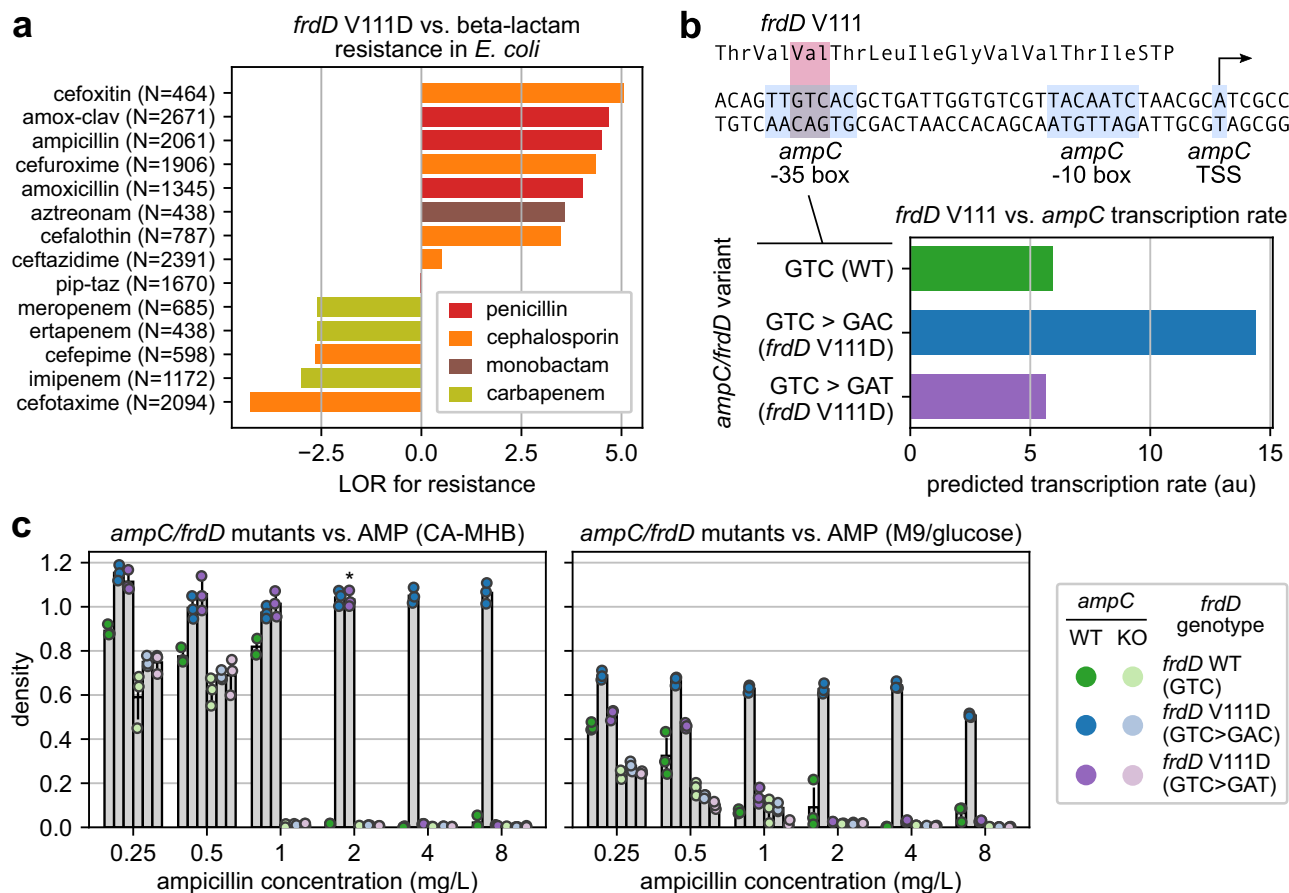 a
frdD V111D vs. beta-lactam
resistance in E. coli
cefoxitin (N=464)
amox-clav (N=2671)
ampicillin (N=2061)
cefuroxime (N=1906)
amoxicillin (N=1345)
aztreonam (N=438)
cefalothin (N=787)
ceftazidime (N=2391)
pip-taz (N=1670)
meropenem (N=685)
ertapenem (N=438)
cefepime (N=598)
imipenem (N=1172)
cefotaxime (N=2094)
penicillin
cephalosporin
monobactam
carbapenem
−2.5 0.0 2.5 5.0
LOR for resistance
b
frdD V111
ThrValValThrLeuIleGlyValValThrIleSTP
ACAGTTGTCACGCTGATTGGTGTCGTTACAATCTAACGCATCGCC
TGTCAACAGTGCGACTAACCACAGCAATGTTAGATTGCGTAGCGG
ampC
-35 box
ampC
-10 box
ampC
TSS
frdD V111 vs. ampC transcription rate
ampC/frdD variant
GTC (WT)
GTC > GAC
(frdD V111D)
GTC > GAT
(frdD V111D)
0 5 10 15
predicted transcription rate (au)
c
ampC/frdD mutants vs. AMP (CA-MHB)
density
1.2
1.0
0.8
0.6
0.4
0.2
0.0
*
0.25 0.5 1 2 4 8
ampicillin concentration (mg/L)
ampC/frdD mutants vs. AMP (M9/glucose)
0.25 0.5 1 2 4 8
ampicillin concentration (mg/L)
ampC
WT KO
frdD
genotype
frdD WT
(GTC)
frdD V111D
(GTC>GAC)
frdD V111D
(GTC>GAT)